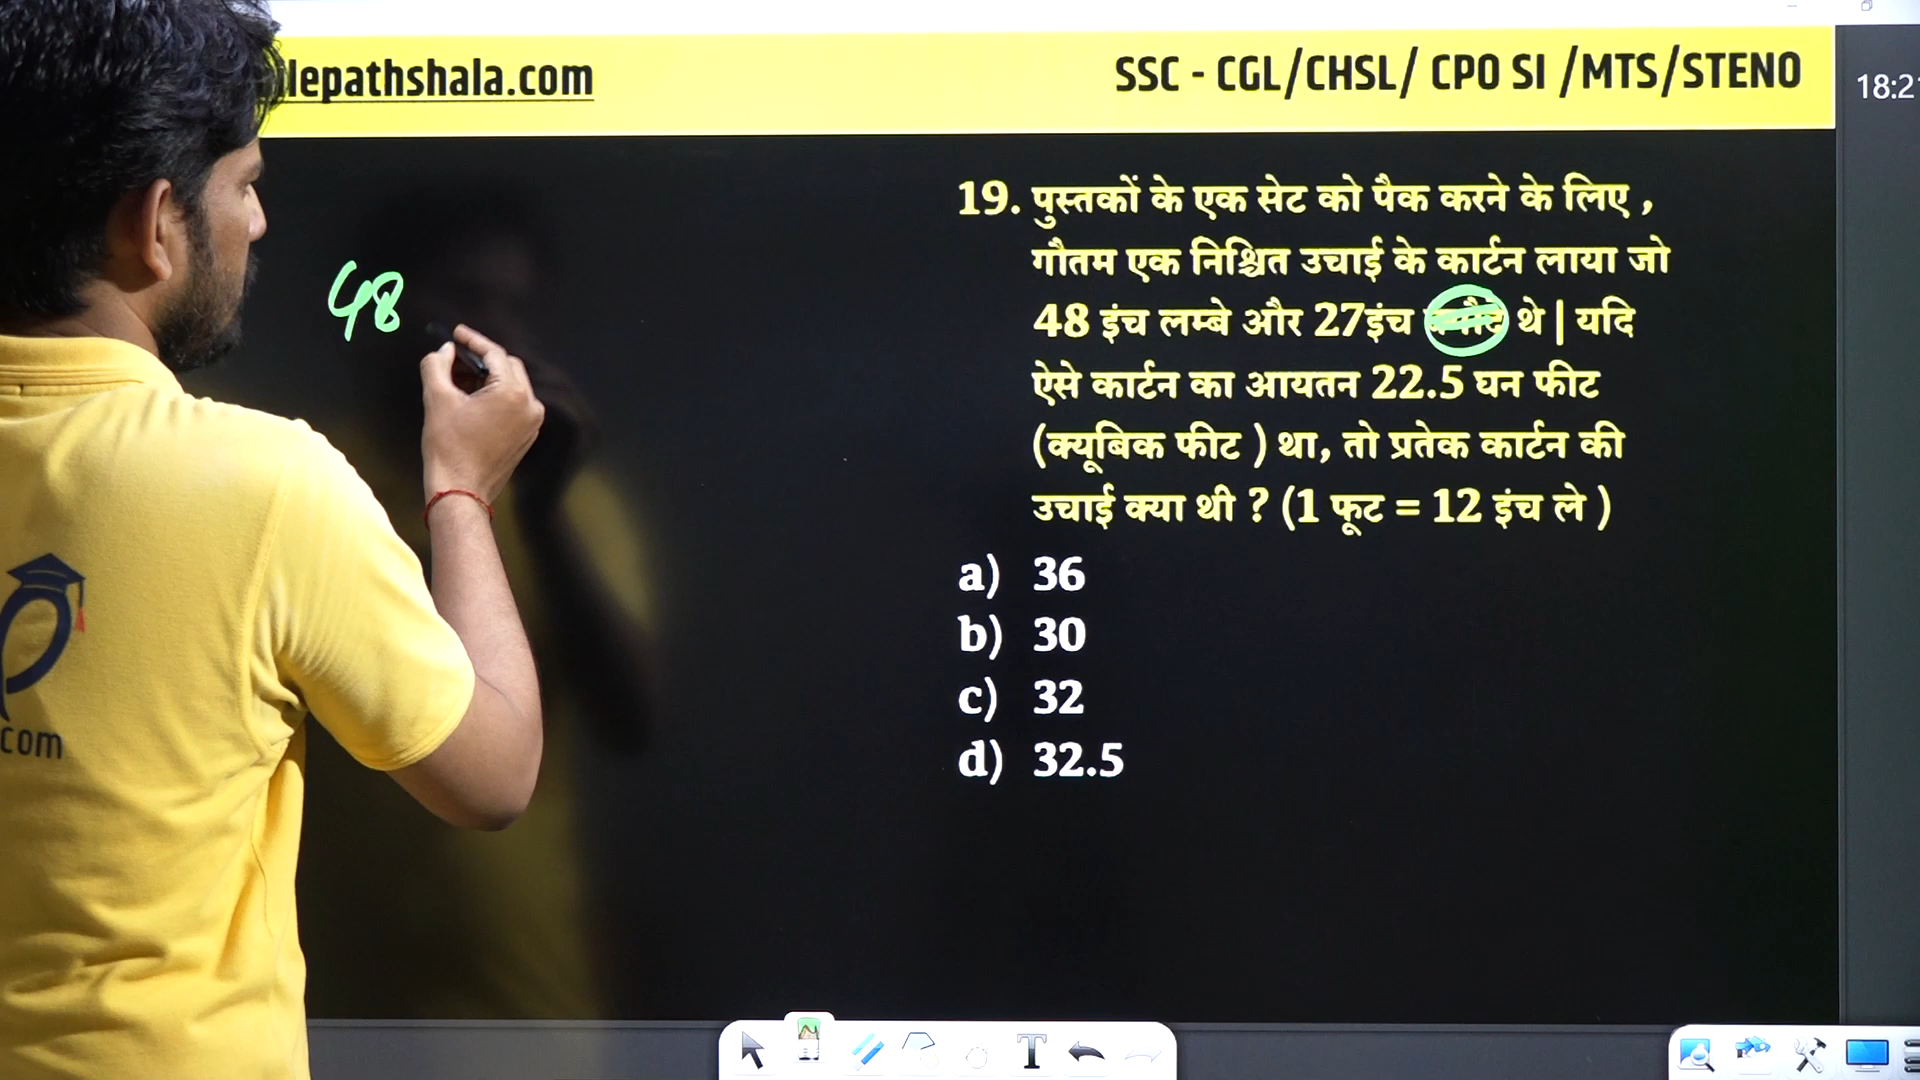 lepathshala.com
SSC - CGL/CHSL/ CPO SI /MTS/STENO
18:2
48
19. पुस्तकों के एक सेट को पैक करने के लिए ,
गौतम एक निश्चित उचाई के कार्टन लाया जो
48 इंच लम्बे और 27इंच थे | यदि
ऐसे कार्टन का आयतन 22.5 घन फीट
(क्यूबिक फीट ) था, तो प्रतेक कार्टन की
उचाई क्या थी ? (1 फूट = 12 इंच ले )
a) 36
b) 30
c) 32
d) 32.5
.com
T